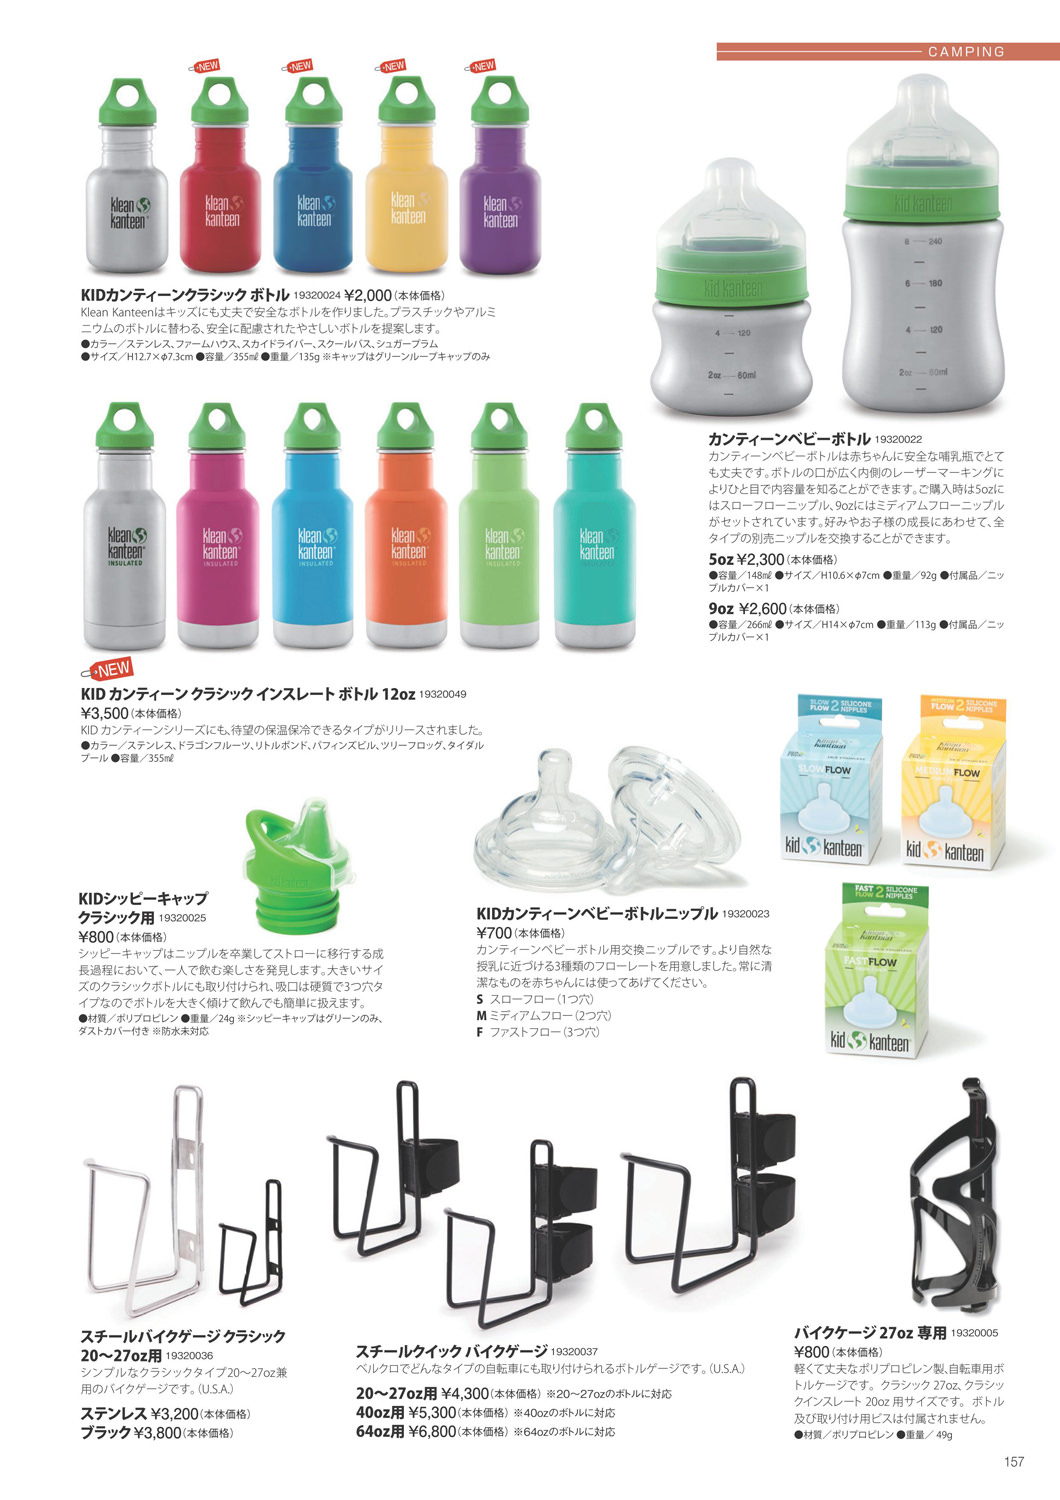 CAMPING
NEW
NEW
NEW
NEW
klean kanteen®
klean kanteen
klean kanteen
klean kanteen
klean kanteen
kid kanteen
8 240
6 180
4 120
2oz 60ml
kid kanteen
4 120
2oz 60ml
KIDカンティーンクラシック ボトル 19320024 ¥2,000(本体価格)
Klean Kanteenはキッズにも丈夫で安全なボトルを作りました。プラスチックやアルミ
ニウムのボトルに替わる、安全に配慮されたやさしいボトルを提案します。
●カラー／ステンレス、ファームハウス、スカイドライバー、スクールバス、シュガープラム
●サイズ／H12.7×φ7.3cm ●容量／355㎖ ●重量／135g ※キャップはグリーンループキャップのみ
klean kanteen® INSULATED
klean kanteen® INSULATED
klean kanteen® INSULATED
klean kanteen® INSULATED
klean kanteen® INSULATED
klean kanteen® INSULATED
カンティーンベビーボトル 19320022
カンティーンベビーボトルは赤ちゃんに安全な哺乳瓶でとて
も丈夫です。ボトルの口が広く内側のレーザーマーキングに
よりひと目で内容量を知ることができます。ご購入時は5ozに
はスローフローニップル、9ozにはミディアムフローニップル
がセットされています。好みやお子様の成長にあわせて、全
タイプの別売ニップルを交換することができます。
5oz ¥2,300(本体価格)
●容量／148㎖ ●サイズ／H10.6×φ7cm ●重量／92g ●付属品／ニッ
プルカバー×1
9oz ¥2,600(本体価格)
●容量／266㎖ ●サイズ／H14×φ7cm ●重量／113g ●付属品／ニッ
プルカバー×1
NEW
KID カンティーン クラシック インスレート ボトル 12oz 19320049
¥3,500(本体価格)
KID カンティーンシリーズにも、待望の保温保冷できるタイプがリリースされました。
●カラー／ステンレス、ドラゴンフルーツ、リトルポンド、パフィンズビル、ツリーフロッグ、タイダル
プール ●容量／355㎖
SLOW FLOW 2 SILICONE NIPPLES
SLOWFLOW
kid kanteen
MEDIUM FLOW 2 SILICONE NIPPLES
MEDIUMFLOW
kid kanteen
FAST FLOW 2 SILICONE NIPPLES
FASTFLOW
kid kanteen
KIDシッピーキャップ
クラシック用 19320025
¥800(本体価格)
シッピーキャップはニップルを卒業してストローに移行する成
長過程において、一人で飲む楽しさを発見します。大きいサイ
ズのクラシックボトルにも取り付けられ、吸口は硬質で3つ穴タ
イプなのでボトルを大きく傾けて飲んでも簡単に扱えます。
●材質／ポリプロピレン ●重量／24g ※シッピーキャップはグリーンのみ、
ダストカバー付き ※防水未対応
KIDカンティーンベビーボトルニップル 19320023
¥700(本体価格)
カンティーンベビーボトル用交換ニップルです。より自然な
授乳に近づける3種類のフローレートを用意しました。常に清
潔なものを赤ちゃんには使ってあげてください。
S スローフロー(1つ穴)
M ミディアムフロー(2つ穴)
F ファストフロー(3つ穴)
スチールバイクゲージ クラシック
20〜27oz用 19320036
シンプルなクラシックタイプ20〜27oz兼
用のバイクゲージです。(U.S.A.)
ステンレス ¥3,200(本体価格)
ブラック ¥3,800(本体価格)
スチールクイック バイクゲージ 19320037
ベルクロでどんなタイプの自転車にも取り付けられるボトルゲージです。(U.S.A.)
20〜27oz用 ¥4,300(本体価格) ※20〜27ozのボトルに対応
40oz用 ¥5,300(本体価格) ※40ozのボトルに対応
64oz用 ¥6,800(本体価格) ※64ozのボトルに対応
バイクケージ 27oz 専用 19320005
¥800(本体価格)
軽くて丈夫なポリプロピレン製、自転車用ボ
トルケージです。クラシック 27oz、クラシッ
クインスレート 20oz 用サイズです。 ボトル
及び取り付け用ビスは付属されません。
●材質／ポリプロピレン ●重量／ 49g
157